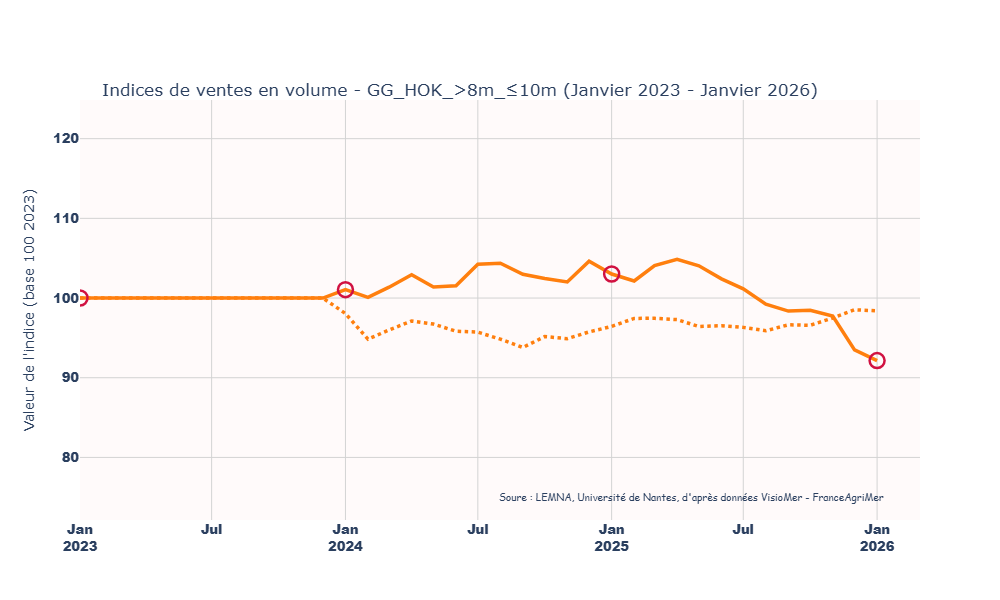 Indices de ventes en volume - GG_HOK_>8m_≤10m (Janvier 2023 - Janvier 2026)
Valeur de l'indice (base 100 2023)
120
110
100
90
80
Soure : LEMNA, Université de Nantes, d'après données VisioMer - FranceAgriMer
Jan Jul Jan Jul Jan Jul Jan
2023 2024 2025 2026